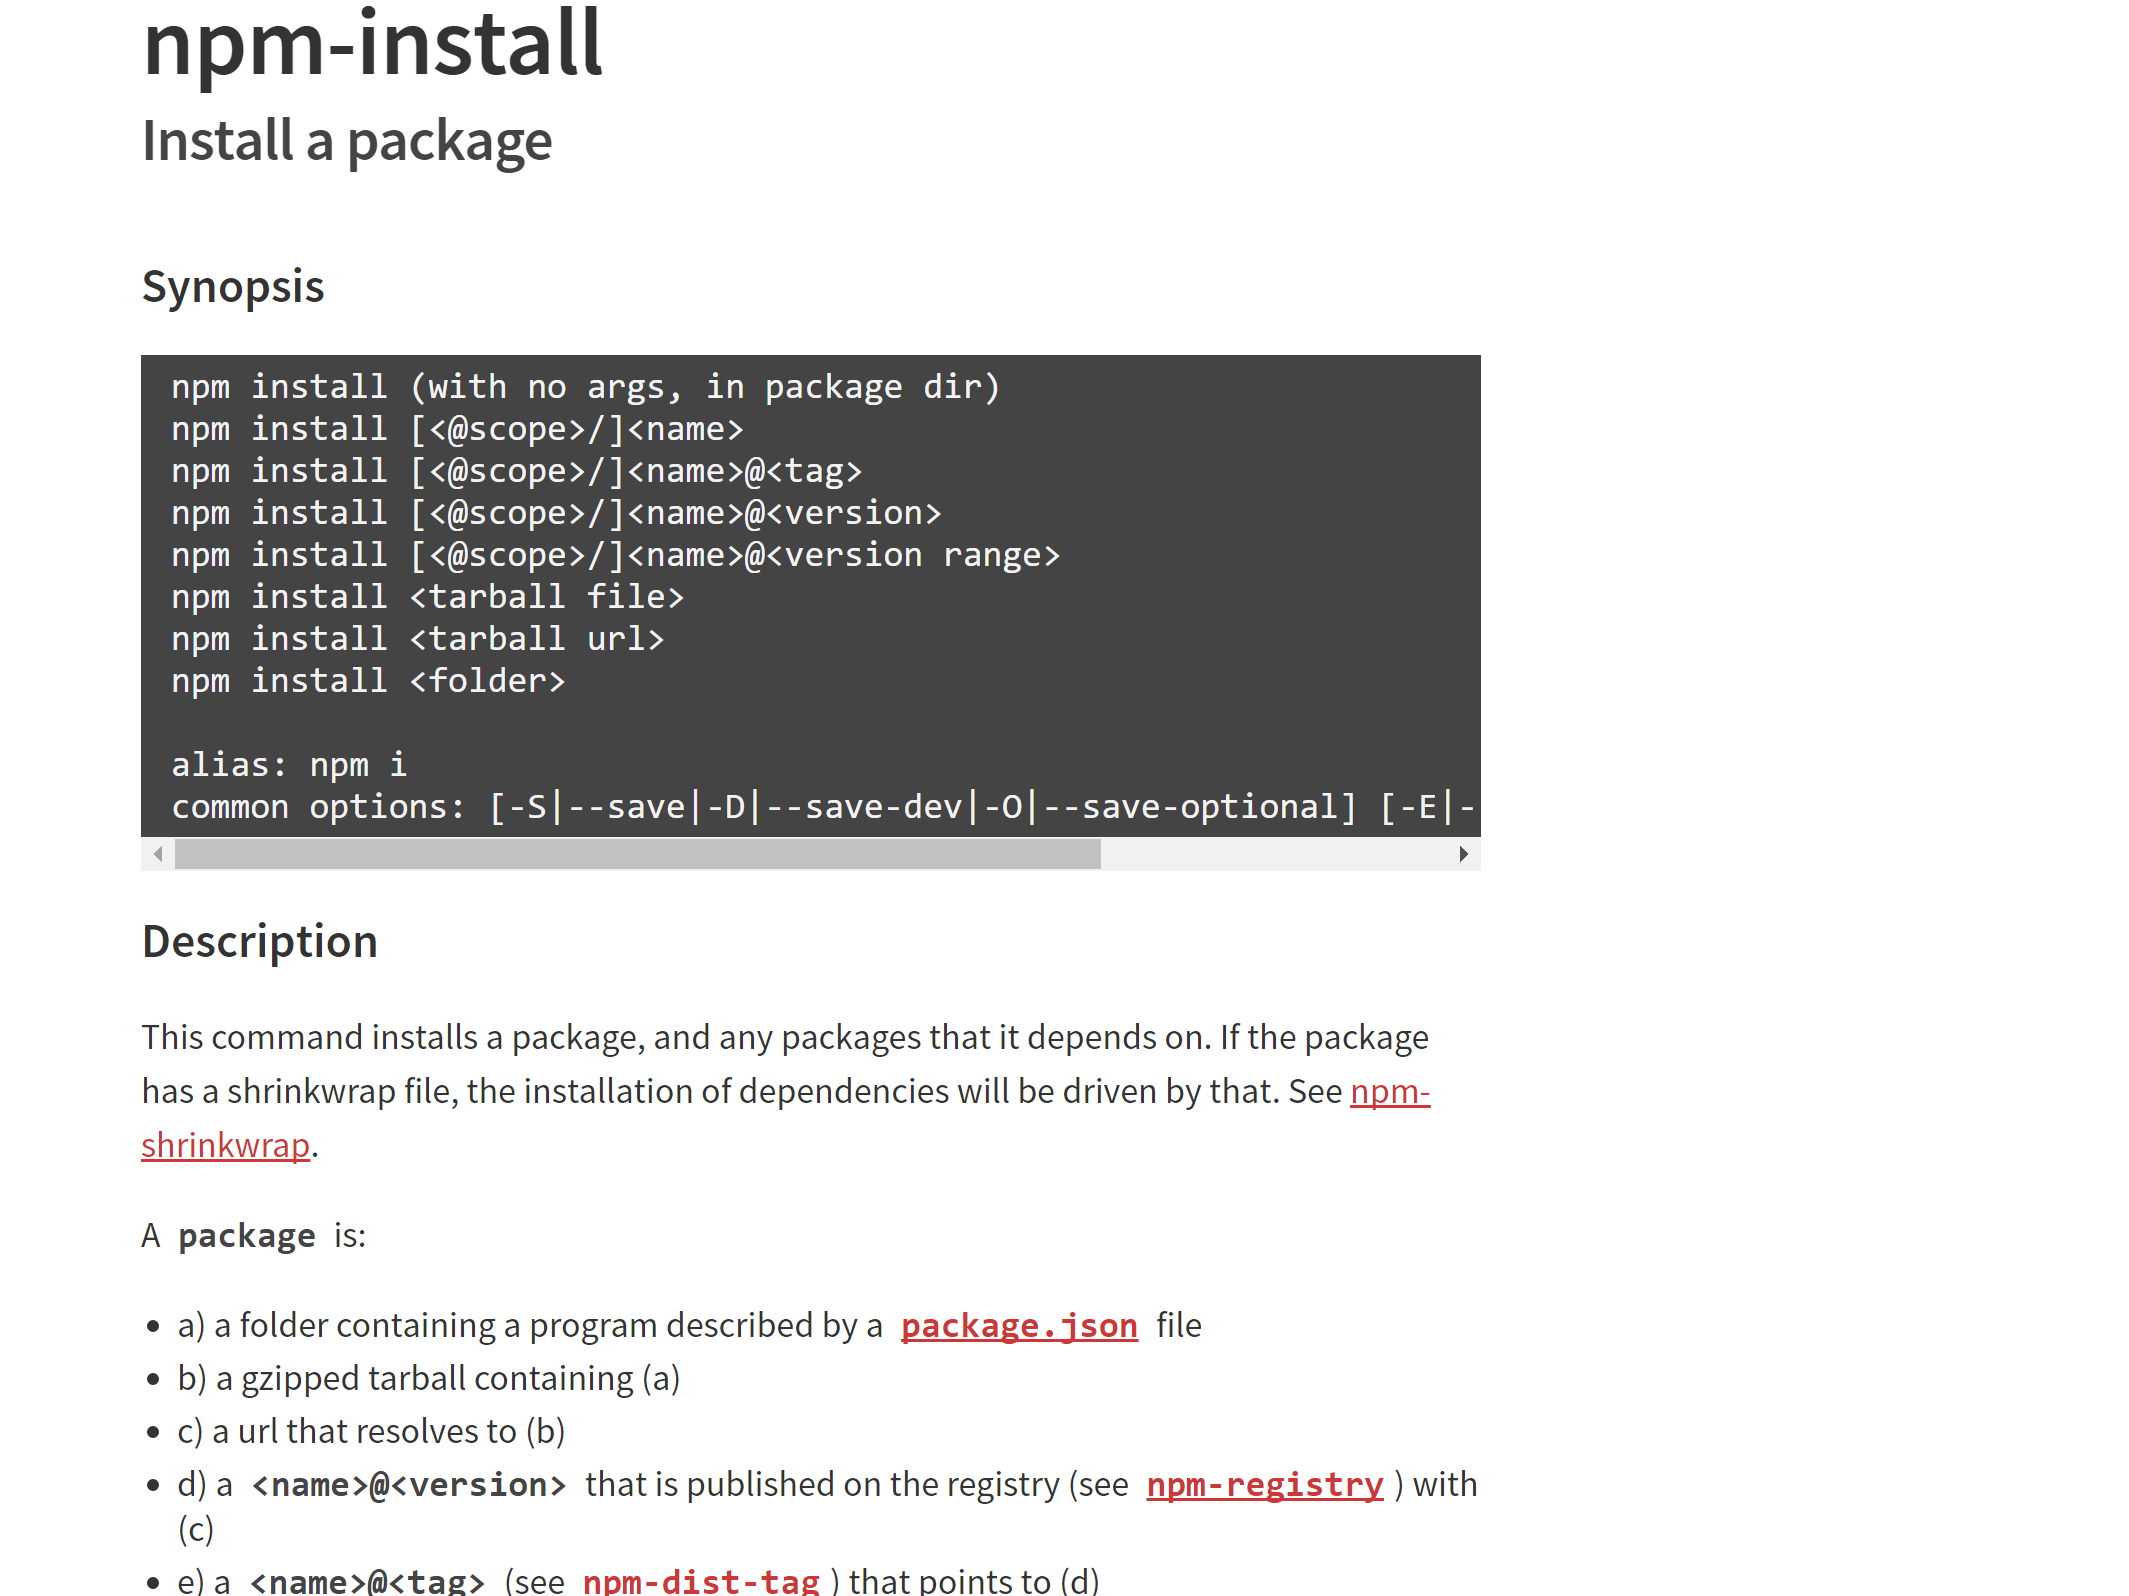 npm-install
Install a package
Synopsis
npm install (with no args, in package dir)
npm install [<@scope>/]<name>
npm install [<@scope>/]<name>@<tag>
npm install [<@scope>/]<name>@<version>
npm install [<@scope>/]<name>@<version range>
npm install <tarball file>
npm install <tarball url>
npm install <folder>
alias: npm i
common options: [-S|--save|-D|--save-dev|-O|--save-optional] [-E|-
Description
This command installs a package, and any packages that it depends on. If the package
has a shrinkwrap file, the installation of dependencies will be driven by that. See npm-
shrinkwrap.
A package is:
• a) a folder containing a program described by a package.json file
• b) a gzipped tarball containing (a)
• c) a url that resolves to (b)
• d) a <name>@<version> that is published on the registry (see npm-registry ) with
(c)
• e) a <name>@<tag> (see npm-dist-tag ) that points to (d)